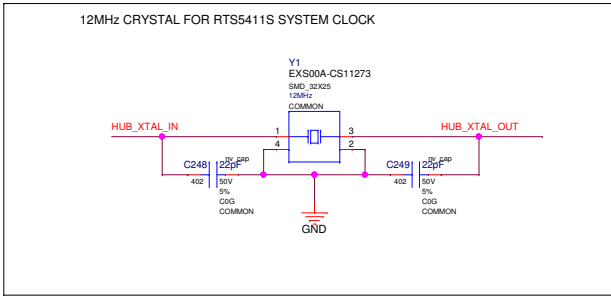 12MHz CRYSTAL FOR RTS5411S SYSTEM CLOCK
Y1
EXS00A-CS11273
SMD_32X25
12MHz
COMMON
HUB_XTAL_IN
1
3
HUB_XTAL_OUT
4
2
C248
nv_cap
22pF
402
50V
5%
C0G
COMMON
C249
nv_cap
22pF
402
50V
5%
C0G
COMMON
GND